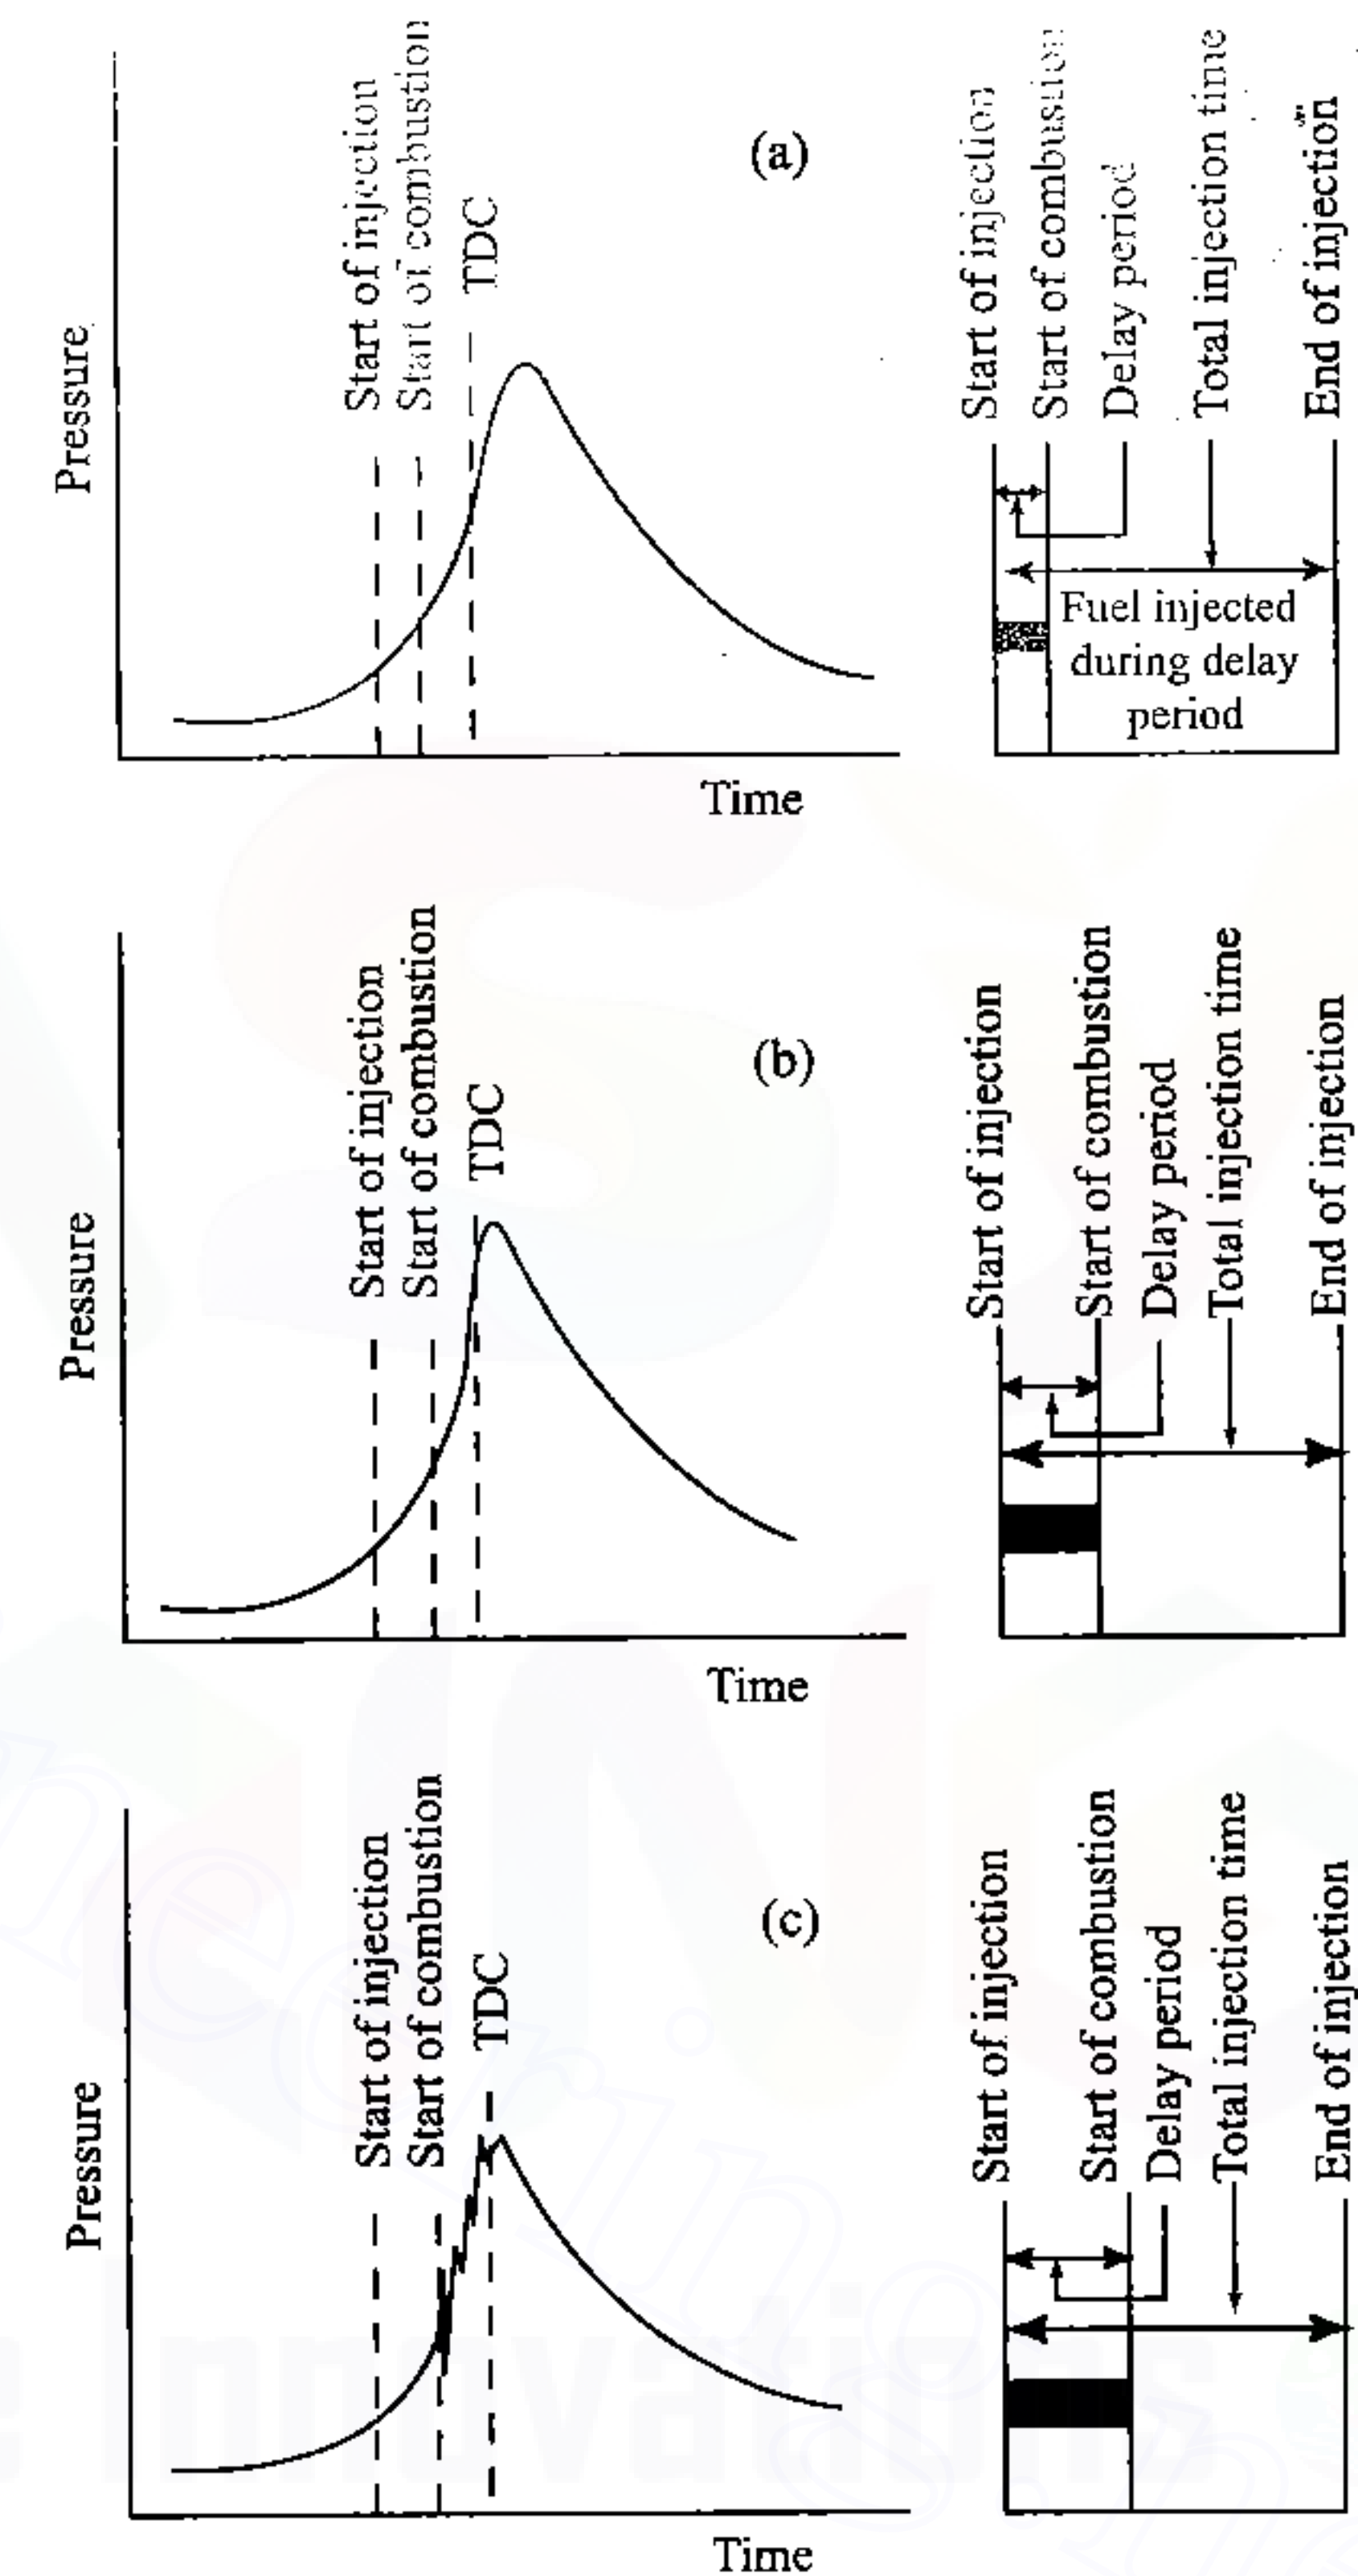 Start of injection
Start of combustion
TDC
(a)
Pressure
Time
Start of injection
Start of combustion
Delay period
Total injection time
End of injection
Fuel injected
during delay
period
Start of injection
Start of combustion
TDC
(b)
Pressure
Time
Start of injection
Start of combustion
Delay period
Total injection time
End of injection
Start of injection
Start of combustion
TDC
(c)
Pressure
Time
Start of injection
Start of combustion
Delay period
Total injection time
End of injection